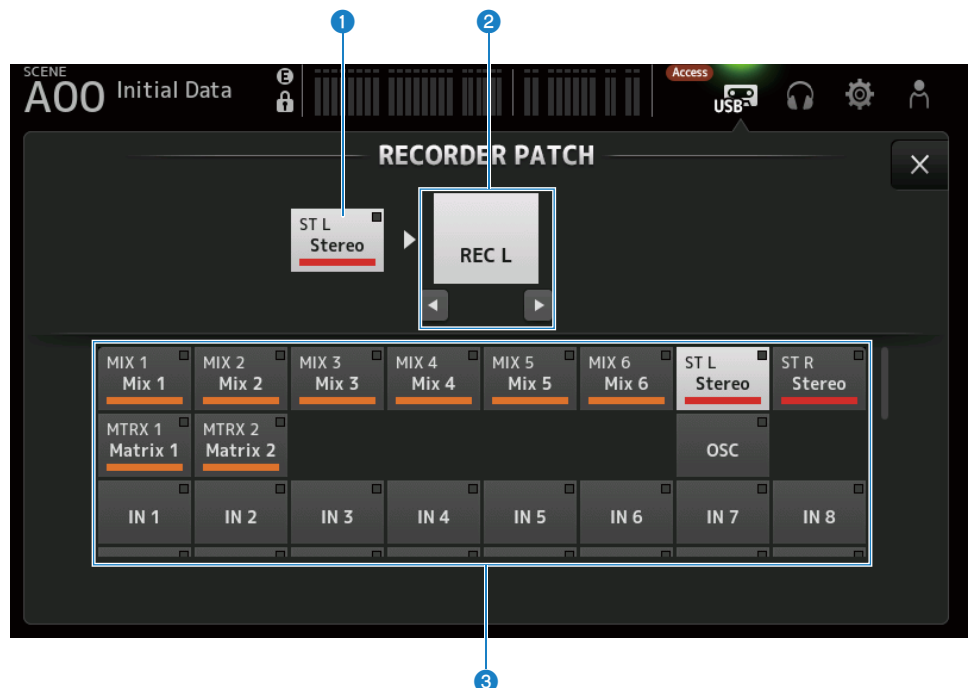 1 2
SCENE
A00 Initial Data E Access USB
RECORDER PATCH
ST L
Stereo
REC L
MIX 1 MIX 2 MIX 3 MIX 4 MIX 5 MIX 6 ST L ST R
Mix 1 Mix 2 Mix 3 Mix 4 Mix 5 Mix 6 Stereo Stereo
MTRX 1 MTRX 2
Matrix 1 Matrix 2 OSC
IN 1 IN 2 IN 3 IN 4 IN 5 IN 6 IN 7 IN 8
3